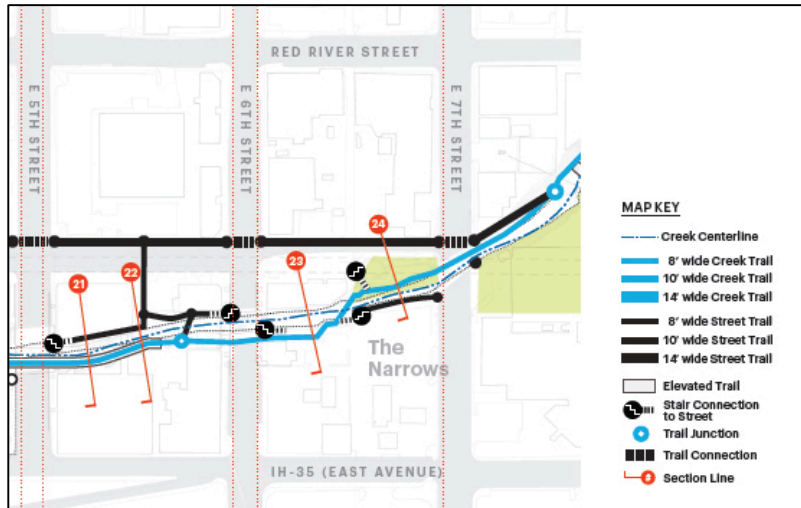 RED RIVER STREET
E 5TH STREET
E 6TH STREET
E 7TH STREET
21
22
23
24
The
Narrows
IH-35 (EAST AVENUE)
MAP KEY
Creek Centerline
8' wide Creek Trail
10' wide Creek Trail
14' wide Creek Trail
8' wide Street Trail
10' wide Street Trail
14' wide Street Trail
Elevated Trail
Stair Connection
to Street
Trail Junction
Trail Connection
# Section Line